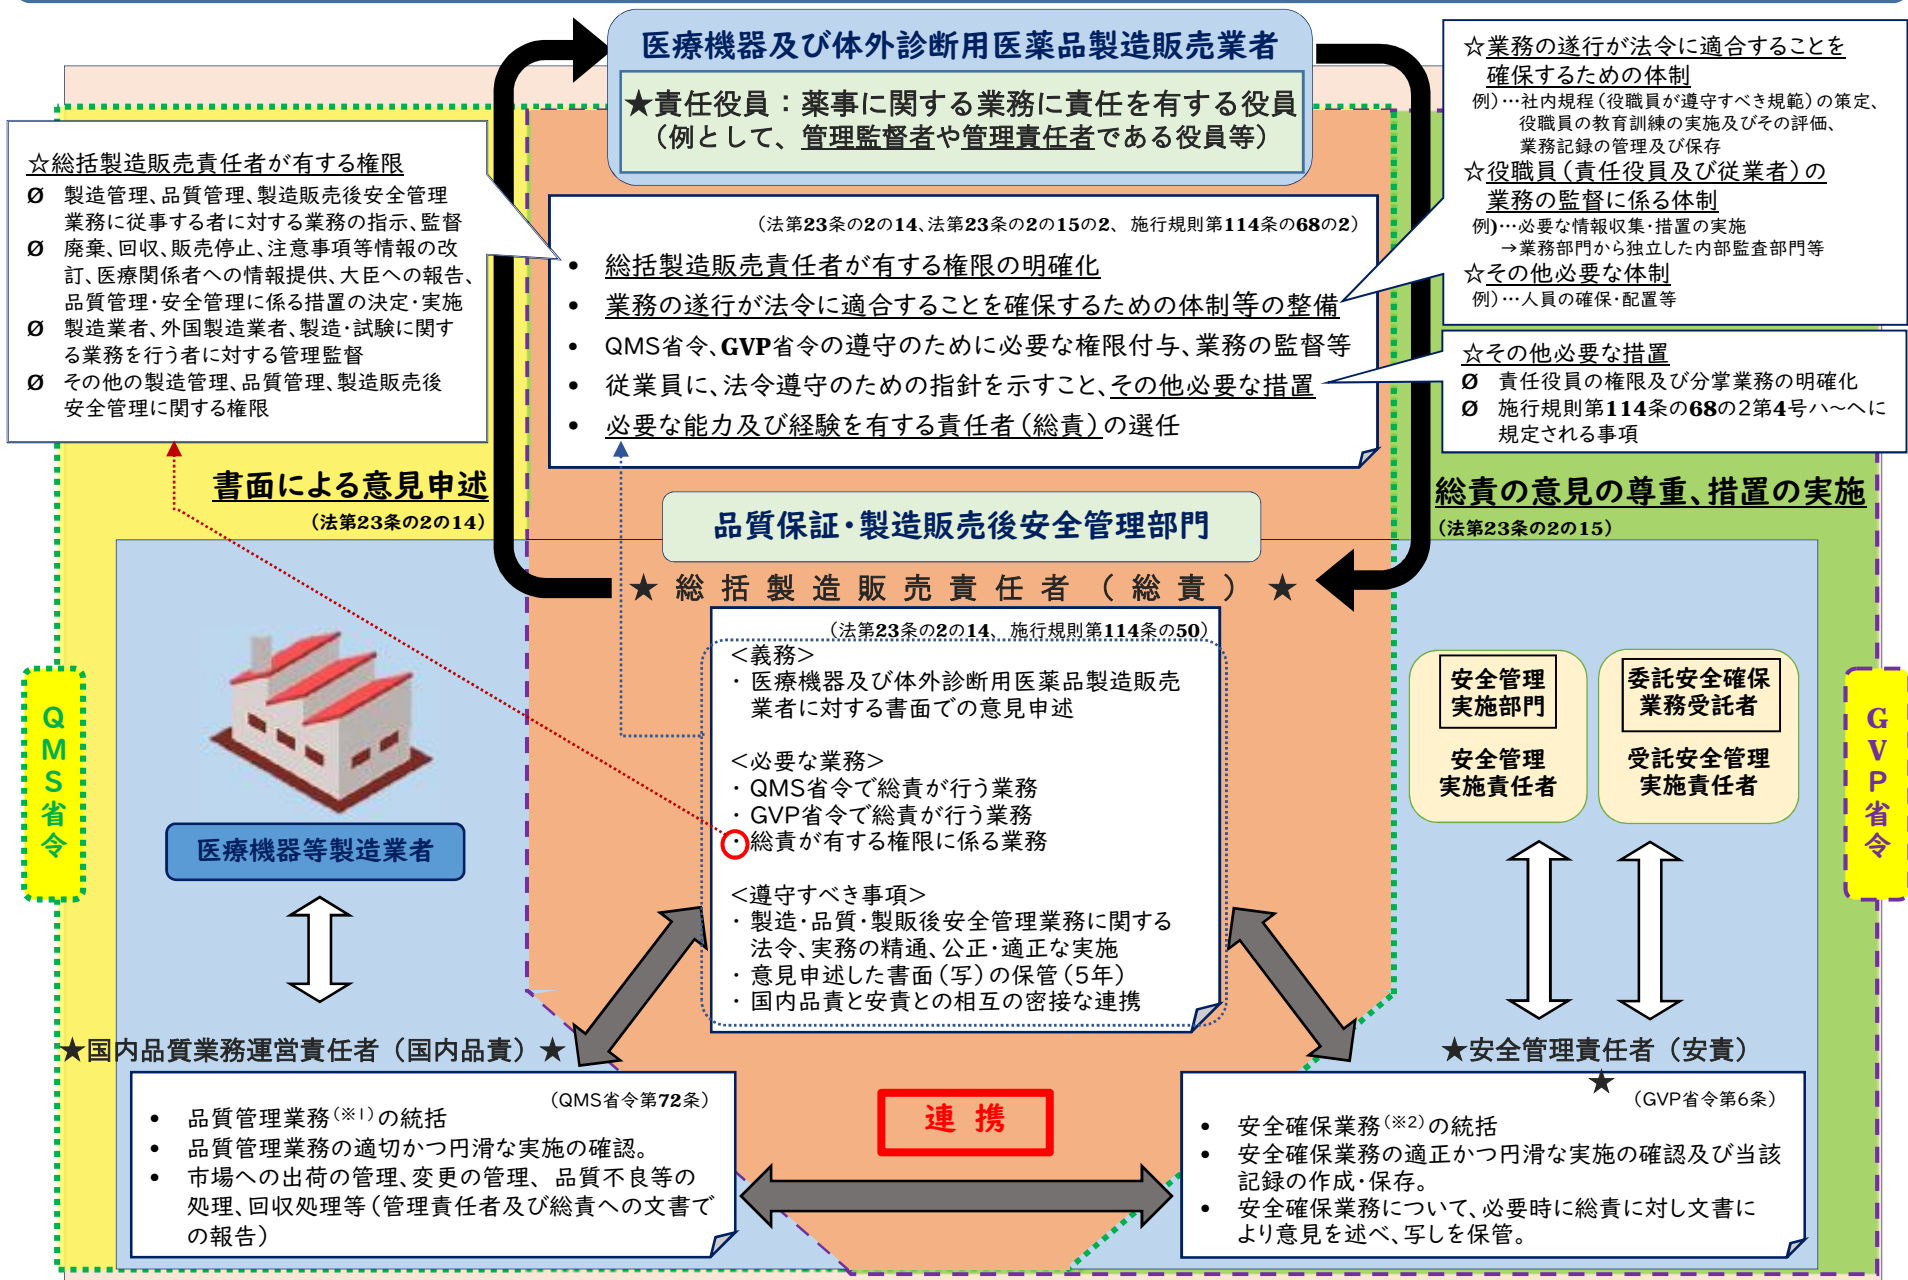 医療機器及び体外診断用医薬品製造販売業者
★責任役員：薬事に関する業務に責任を有する役員
（例として、管理監督者や管理責任者である役員等）
☆総括製造販売責任者が有する権限
Ø 製造管理、品質管理、製造販売後安全管理
業務に従事する者に対する業務の指示、監督
Ø 廃棄、回収、販売停止、注意事項等情報の改
訂、医療関係者への情報提供、大臣への報告、
品質管理・安全管理に係る措置の決定・実施
Ø 製造業者、外国製造業者、製造・試験に関す
る業務を行う者に対する管理監督
Ø その他の製造管理、品質管理、製造販売後
安全管理に関する権限
（法第23条の2の14、法第23条の2の15の2、施行規則第114条の68の2）
• 総括製造販売責任者が有する権限の明確化
• 業務の遂行が法令に適合することを確保するための体制等の整備
• QMS省令、GVP省令の遵守のために必要な権限付与、業務の監督等
• 従業員に、法令遵守のための指針を示すこと、その他必要な措置
• 必要な能力及び経験を有する責任者（総責）の選任
☆業務の遂行が法令に適合することを
確保するための体制
例）…社内規程（役職員が遵守すべき規範）の策定、
役職員の教育訓練の実施及びその評価、
業務記録の管理及び保存
☆役職員（責任役員及び従業者）の
業務の監督に係る体制
例)…必要な情報収集・措置の実施
→業務部門から独立した内部監査部門等
☆その他必要な体制
例）…人員の確保・配置等
☆その他必要な措置
Ø 責任役員の権限及び分掌業務の明確化
Ø 施行規則第114条の68の2第4号ハ～ヘに
規定される事項
書面による意見申述
（法第23条の2の14）
総責の意見の尊重、措置の実施
（法第23条の2の15）
品質保証・製造販売後安全管理部門
★総括製造販売責任者（総責）★
（法第23条の2の14、施行規則第114条の50）
＜義務＞
・医療機器及び体外診断用医薬品製造販売
業者に対する書面での意見申述
＜必要な業務＞
・QMS省令で総責が行う業務
・GVP省令で総責が行う業務
・総責が有する権限に係る業務
＜遵守すべき事項＞
・製造・品質・製販後安全管理業務に関する
法令、実務の精通、公正・適正な実施
・意見申述した書面（写）の保管（5年）
・国内品責と安責との相互の密接な連携
QMS省令
GVP省令
医療機器等製造業者
安全管理
実施部門
安全管理
実施責任者
委託安全確保
業務受託者
受託安全管理
実施責任者
★国内品質業務運営責任者（国内品責）★
（QMS省令第72条）
• 品質管理業務（※1）の統括
• 品質管理業務の適切かつ円滑な実施の確認。
• 市場への出荷の管理、変更の管理、品質不良等の
処理、回収処理等（管理責任者及び総責への文書で
の報告）
連携
★安全管理責任者（安責）
★
（GVP省令第6条）
• 安全確保業務（※2）の統括
• 安全確保業務の適正かつ円滑な実施の確認及び当該
記録の作成・保存。
• 安全確保業務について、必要時に総責に対し文書に
より意見を述べ、写しを保管。